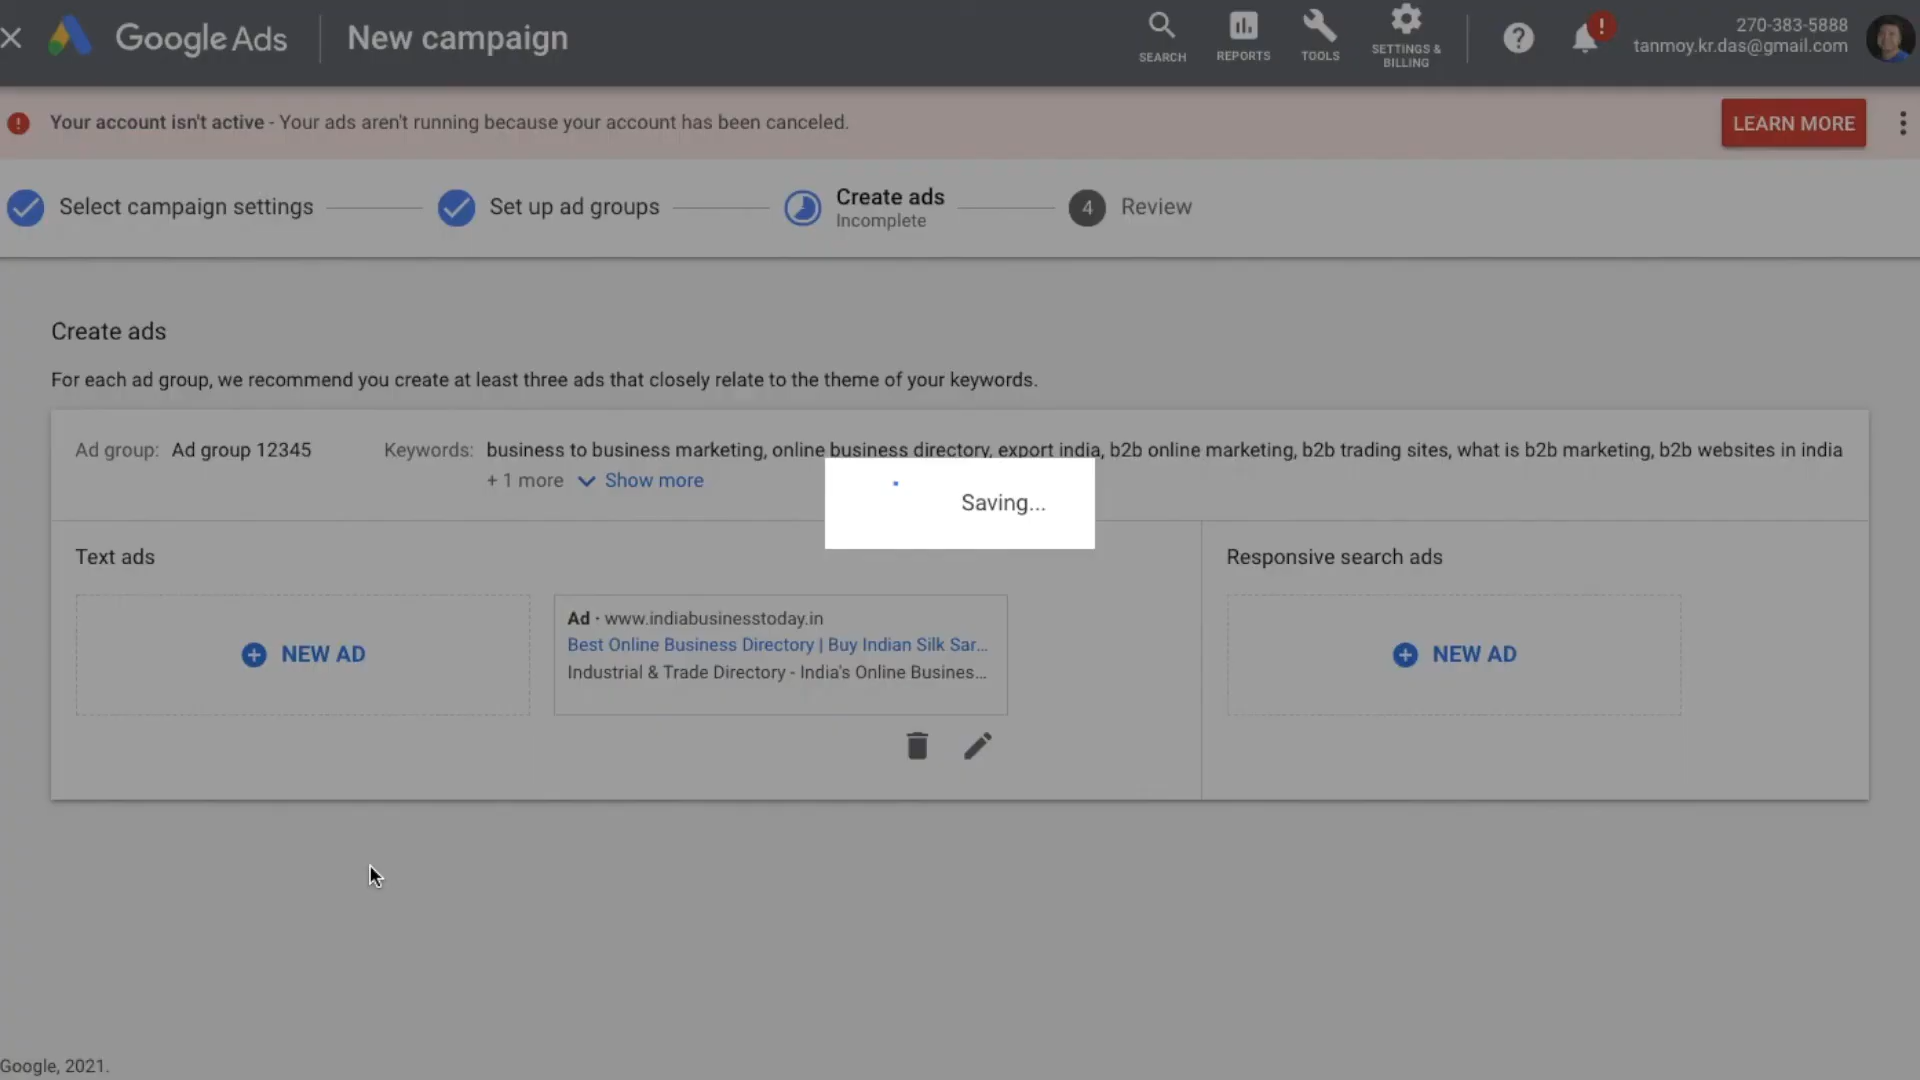 Google Ads
New campaign
SEARCH
REPORTS
TOOLS
SETTINGS &
BILLING
?
!
270-383-5888
tanmoy.kr.das@gmail.com
! Your account isn't active - Your ads aren't running because your account has been canceled.
LEARN MORE
Select campaign settings
Set up ad groups
Create ads
Incomplete
4 Review
Create ads
For each ad group, we recommend you create at least three ads that closely relate to the theme of your keywords.
Ad group: Ad group 12345
Keywords: business to business marketing, online business directory, export india, b2b online marketing, b2b trading sites, what is b2b marketing, b2b websites in india
+ 1 more Show more
Saving...
Text ads
NEW AD
Ad · www.indiabusinesstoday.in
Best Online Business Directory | Buy Indian Silk Sar...
Industrial & Trade Directory - India's Online Busines...
Responsive search ads
NEW AD
Google, 2021.